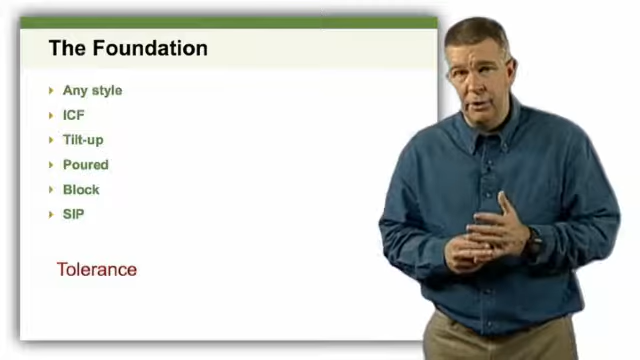 The Foundation
Any style
ICF
Tilt-up
Poured
Block
SIP
Tolerance